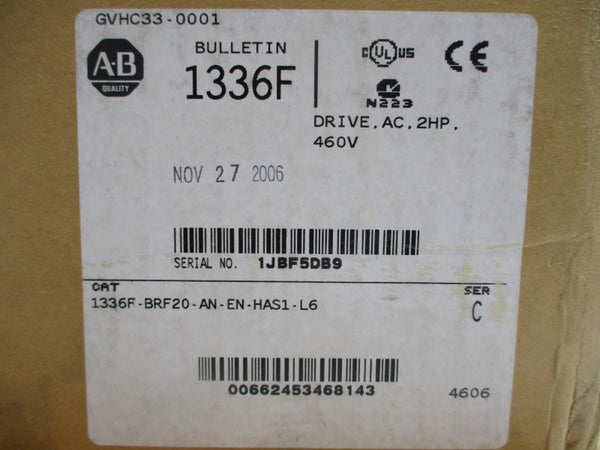 GVHC33-0001
A-B
QUALITY
BULLETIN
1336F
C UL US
CE
N223
DRIVE, AC, 2HP,
460V
NOV 27 2006
SERIAL NO. 1JBF5DB9
CAT
1336F-BRF20-AN-EN-HAS1-L6
SER
C
00662453468143
4606